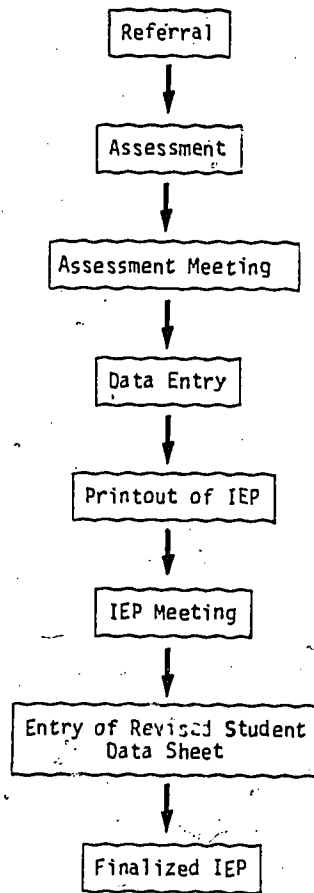 Referral
Assessment
Assessment Meeting
Data Entry
Printout of IEP
IEP Meeting
Entry of Revised Student
Data Sheet
Finalized IEP